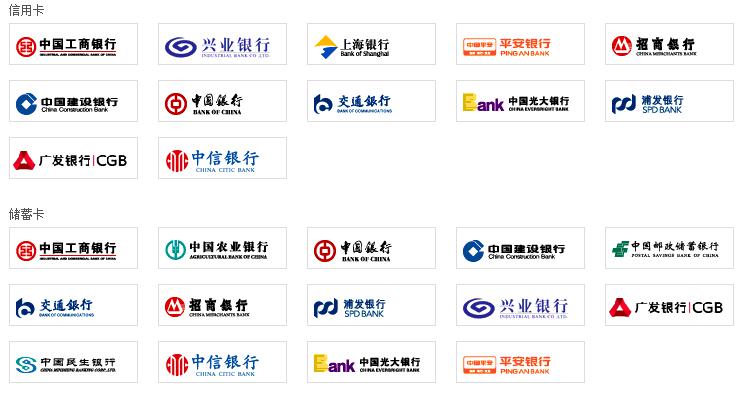 信用卡
中国工商银行
INDUSTRIAL AND COMMERCIAL BANK OF CHINA
兴业银行
INDUSTRIAL BANK CO.,LTD.
上海银行
Bank of Shanghai
中国平安 平安银行
PINGAN BANK
招商银行
CHINA MERCHANTS BANK
中国建设银行
China Construction Bank
中国银行
BANK OF CHINA
交通银行
BANK OF COMMUNICATIONS
Bank 中国光大银行
CHINA EVERBRIGHT BANK
浦发银行
SPD BANK
广发银行|CGB
中信银行
CHINA CITIC BANK
储蓄卡
中国工商银行
INDUSTRIAL AND COMMERCIAL BANK OF CHINA
中国农业银行
AGRICULTURAL BANK OF CHINA
中国银行
BANK OF CHINA
中国建设银行
China Construction Bank
中国邮政储蓄银行
POSTAL SAVINGS BANK OF CHINA
交通银行
BANK OF COMMUNICATIONS
招商银行
CHINA MERCHANTS BANK
浦发银行
SPD BANK
兴业银行
INDUSTRIAL BANK CO.,LTD.
广发银行|CGB
中国民生银行
CHINA MINSHENG BANKING CORP.,LTD.
中信银行
CHINA CITIC BANK
Bank 中国光大银行
CHINA EVERBRIGHT BANK
中国平安 平安银行
PINGAN BANK